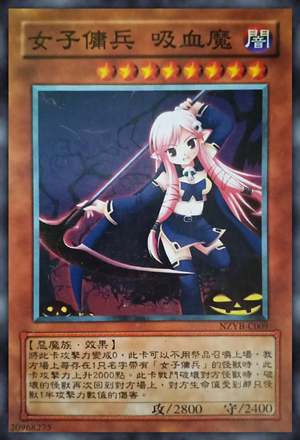 女子傭兵 吸血魔 闇
NZYB-C009
【惡魔族·效果】
將此卡攻擊力變成0,此卡可以不用祭品召喚上場,我
方場上每存在1只名字帶有「女子傭兵」的怪獸時,此
卡攻擊力上升2000點。此卡戰鬥破壞對方怪獸時,破
壞的怪獸再次回到對方場上,對方生命值受到那只怪
獸1半攻擊力數值的傷害。
攻/2800 守/2400
20968275